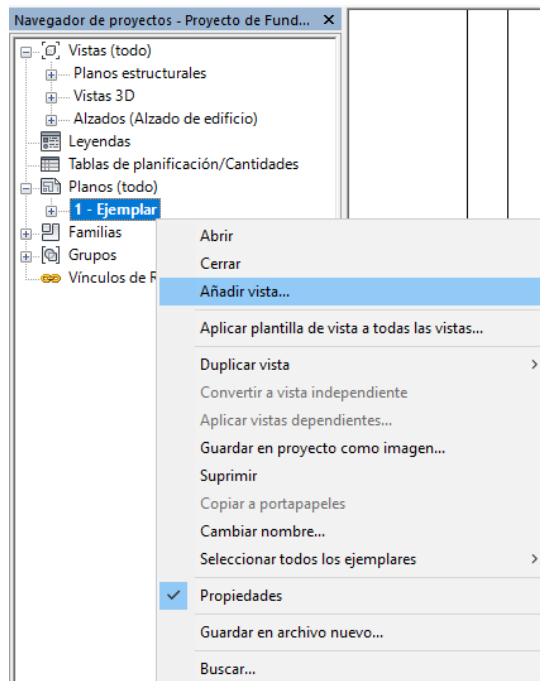 Navegador de proyectos - Proyecto de Fund...
Vistas (todo)
Planos estructurales
Vistas 3D
Alzados (Alzado de edificio)
Leyendas
Tablas de planificación/Cantidades
Planos (todo)
1 - Ejemplar
Familias
Grupos
Vínculos de R
Abrir
Cerrar
Añadir vista...
Aplicar plantilla de vista a todas las vistas...
Duplicar vista
Convertir a vista independiente
Aplicar vistas dependientes...
Guardar en proyecto como imagen...
Suprimir
Copiar a portapapeles
Cambiar nombre...
Seleccionar todos los ejemplares
Propiedades
Guardar en archivo nuevo...
Buscar...